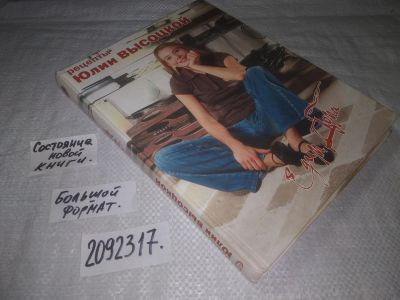 рецепты
ЮЛИИ ВЫСОЦКОЙ
Состояние
новой
книги.
Большой
формат.
2092317.